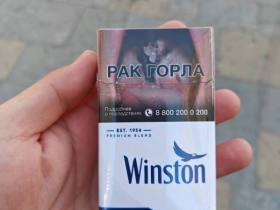 РАК ГОРЛА
Подробнее
о последствиях: 8 800 200 0 200
EST. 1954
PREMIUM BLEND
Winston